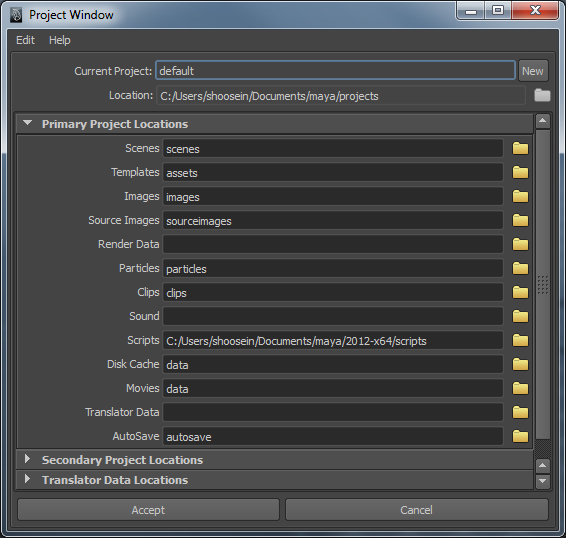 Project Window
Edit Help
Current Project: default New
Location: C:/Users/shoosein/Documents/maya/projects
Primary Project Locations
Scenes scenes
Templates assets
Images images
Source Images sourceimages
Render Data
Particles particles
Clips clips
Sound
Scripts C:/Users/shoosein/Documents/maya/2012-x64/scripts
Disk Cache data
Movies data
Translator Data
AutoSave autosave
Secondary Project Locations
Translator Data Locations
Accept Cancel